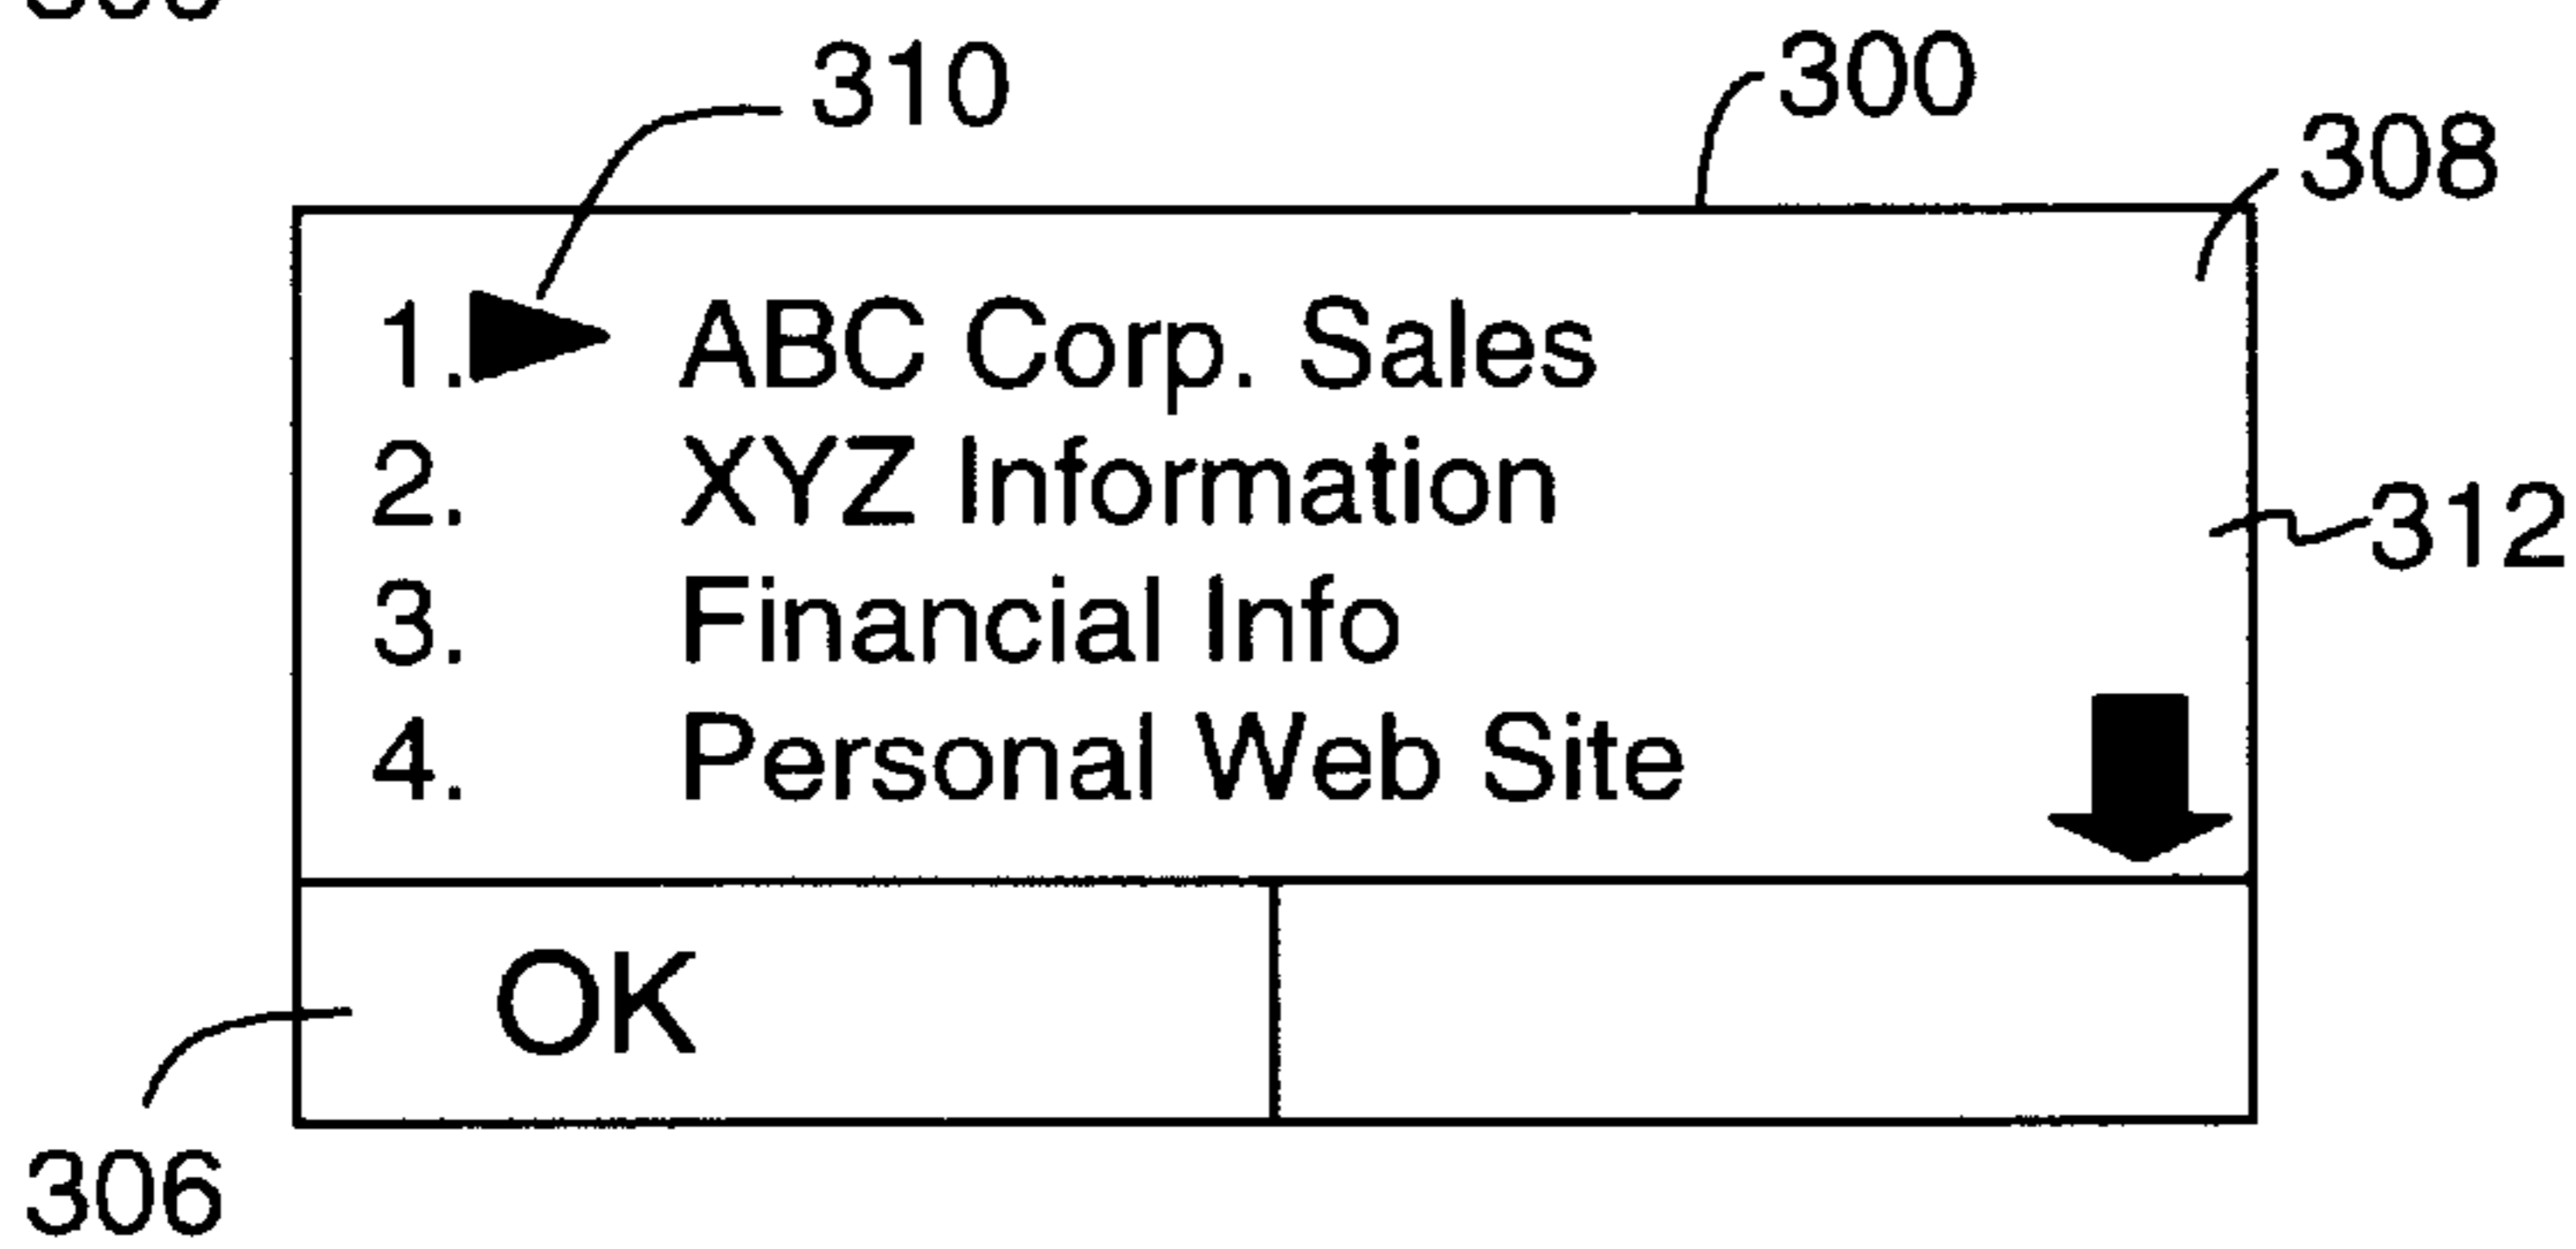 310
300
308
1. ABC Corp. Sales
2. XYZ Information
312
3. Financial Info
4. Personal Web Site
OK
306